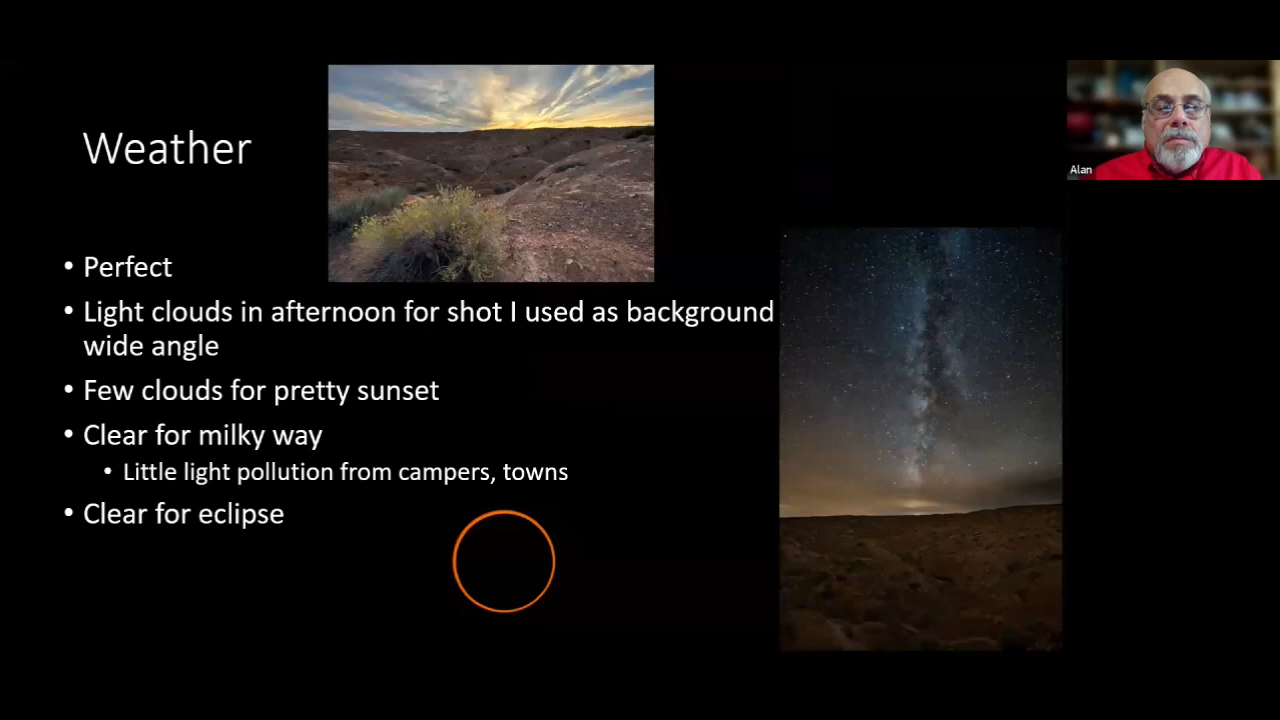 Weather
Alan
• Perfect
• Light clouds in afternoon for shot I used as background
wide angle
• Few clouds for pretty sunset
• Clear for milky way
• Little light pollution from campers, towns
• Clear for eclipse